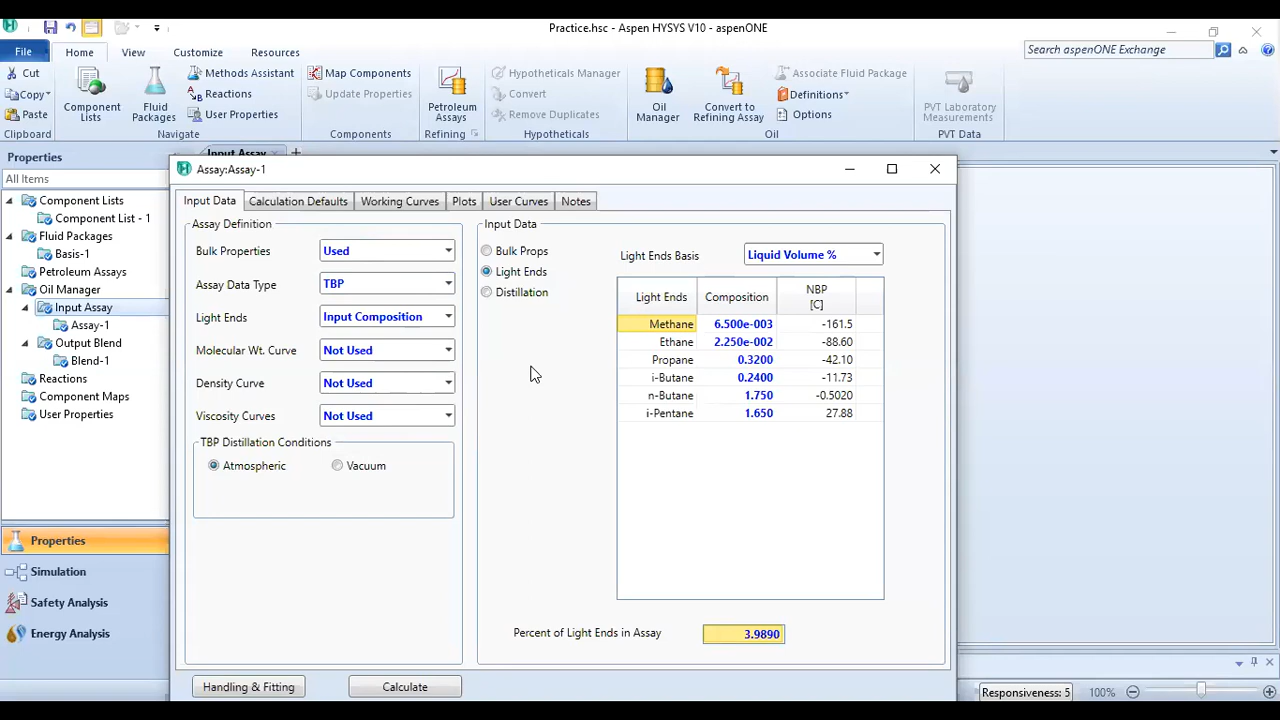 Practice.hsc - Aspen HYSYS V10 - aspenONE
File Home View Customize Resources
Search aspenONE Exchange
Cut
Copy
Paste
Clipboard
Component Lists
Fluid Packages
Methods Assistant
Reactions
User Properties
Navigate
Map Components
Update Properties
Components
Petroleum Assays
Refining
Hypotheticals Manager
Convert
Remove Duplicates
Hypotheticals
Oil Manager
Convert to Refining Assay
Associate Fluid Package
Definitions
Options
Oil
PVT Laboratory Measurements
PVT Data
Properties
All Items
Component Lists
Component List - 1
Fluid Packages
Basis-1
Petroleum Assays
Oil Manager
Input Assay
Assay-1
Output Blend
Blend-1
Reactions
Component Maps
User Properties
Properties
Simulation
Safety Analysis
Energy Analysis
Input Assay
Assay:Assay-1
Input Data Calculation Defaults Working Curves Plots User Curves Notes
Assay Definition
Bulk Properties Used
Assay Data Type TBP
Light Ends Input Composition
Molecular Wt. Curve Not Used
Density Curve Not Used
Viscosity Curves Not Used
TBP Distillation Conditions
Atmospheric Vacuum
Input Data
Bulk Props
Light Ends
Distillation
Light Ends Basis Liquid Volume %
Light Ends Composition NBP [C]
Methane 6.500e-003 -161.5
Ethane 2.250e-002 -88.60
Propane 0.3200 -42.10
i-Butane 0.2400 -11.73
n-Butane 1.750 -0.5020
i-Pentane 1.650 27.88
Percent of Light Ends in Assay 3.9890
Handling & Fitting Calculate
Responsiveness: 5 100%